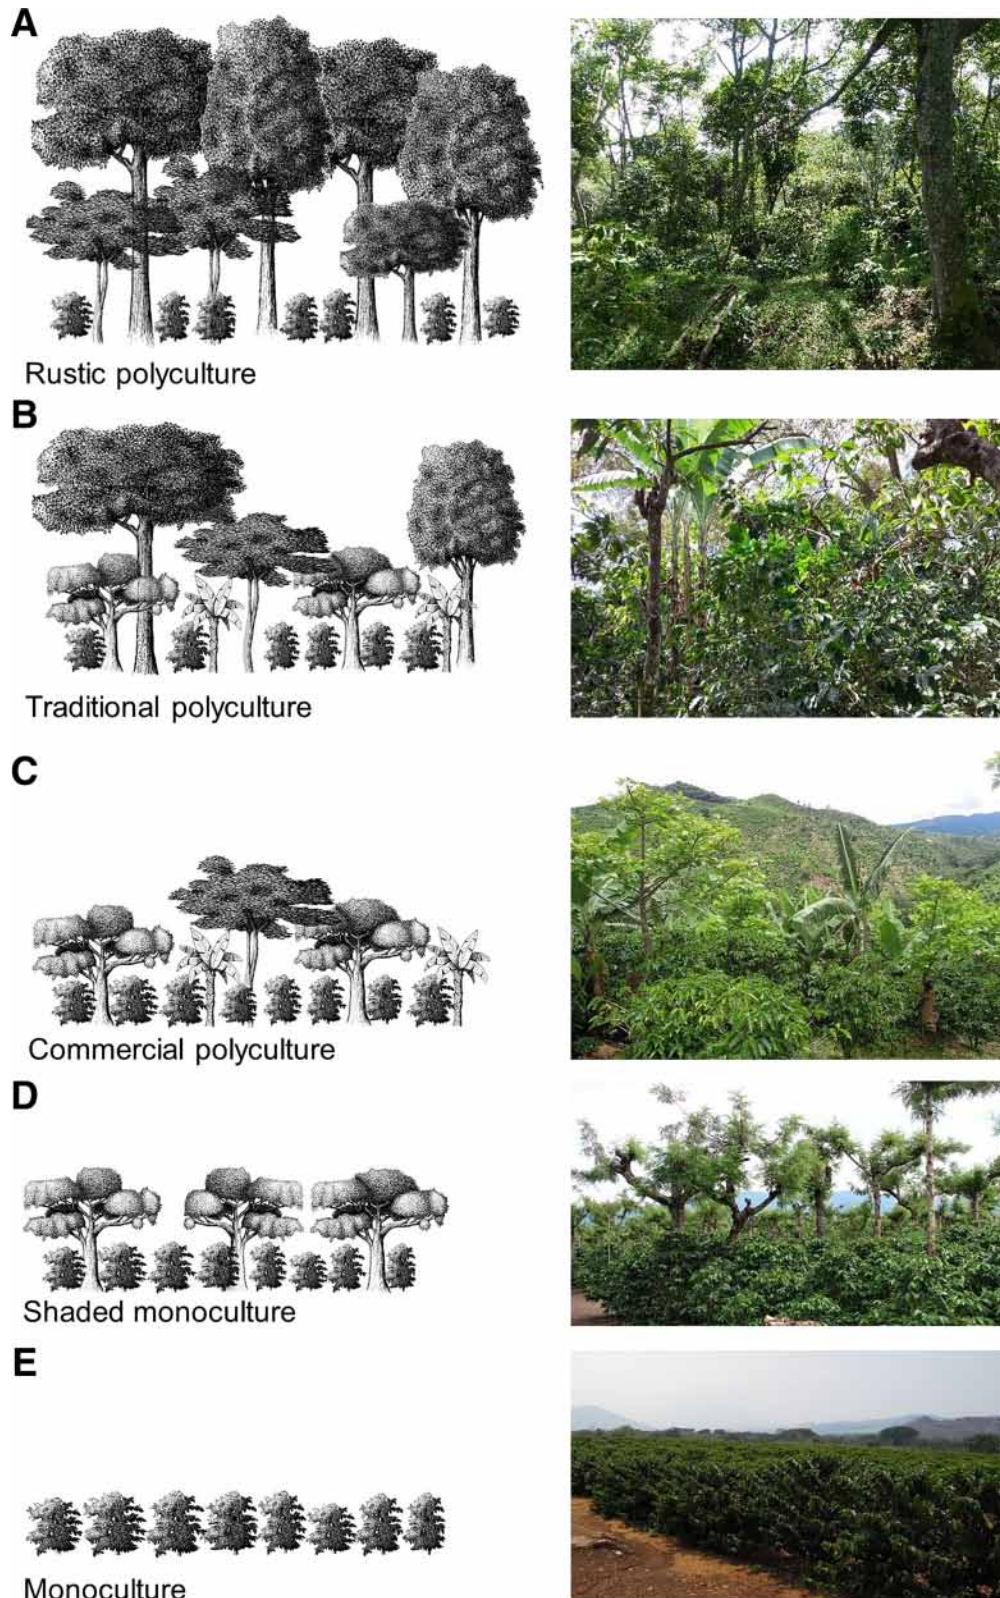 A
Rustic polyculture
B
Traditional polyculture
C
Commercial polyculture
D
Shaded monoculture
E
Monoculture